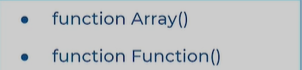 • function Array()
• function Function()